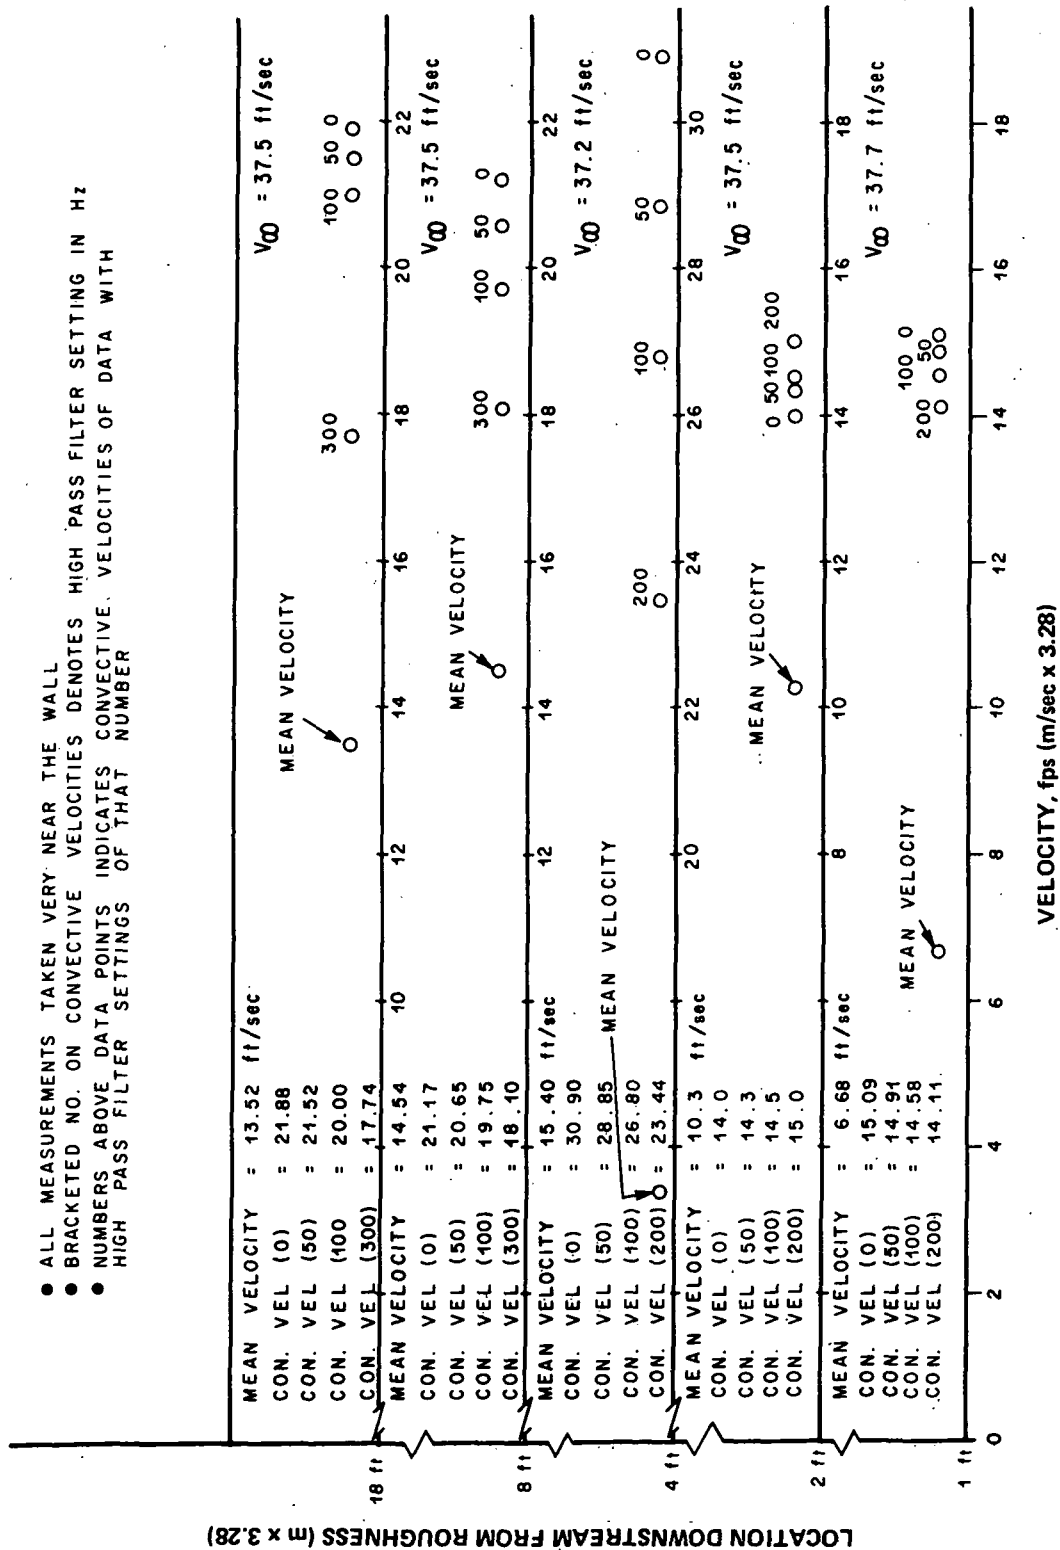 ● ALL MEASUREMENTS TAKEN VERY NEAR THE WALL
● BRACKETED NO. ON CONVECTIVE VELOCITIES DENOTES HIGH PASS FILTER SETTING IN Hz
● NUMBERS ABOVE DATA POINTS INDICATES CONVECTIVE VELOCITIES OF DATA WITH
HIGH PASS FILTER SETTINGS OF THAT NUMBER
MEAN VELOCITY = 13.52 ft/sec
V∞ = 37.5 ft/sec
CON. VEL (0) = 21.88
MEAN VELOCITY
CON. VEL (50) = 21.52
CON. VEL (100 = 20.00
300 100 50 0
CON. VEL (300) = 17.74
18 ft 10 12 14 16 18 20 22
MEAN VELOCITY = 14.54
V∞ = 37.5 ft/sec
CON. VEL (0) = 21.17
MEAN VELOCITY
CON. VEL (50) = 20.65
CON. VEL (100) = 19.75
300 100 50 0
CON. VEL (300) = 18.10
8 ft 12 14 16 18 20 22
MEAN VELOCITY = 15.40 ft/sec
V∞ = 37.2 ft/sec
CON. VEL (0) = 30.90
CON. VEL (50) = 28.85
MEAN VELOCITY
CON. VEL (100) = 26.80
200 100 50 0
CON. VEL (200) = 23.44
4 ft 20 22 24 26 28 30
MEAN VELOCITY = 10.3 ft/sec
V∞ = 37.5 ft/sec
CON. VEL (0) = 14.0
MEAN VELOCITY
CON. VEL (50) = 14.3
CON. VEL (100) = 14.5
0 50 100 200
CON. VEL (200) = 15.0
2 ft 8 10 12 14 16 18
MEAN VELOCITY = 6.68 ft/sec
V∞ = 37.7 ft/sec
CON. VEL (0) = 15.09
MEAN VELOCITY
CON. VEL (50) = 14.91
CON. VEL (100) = 14.58
200 100 50 0
CON. VEL (200) = 14.11
1 ft
0 2 4 6 8 10 12 14 16 18
VELOCITY, fps (m/sec x 3.28)
LOCATION DOWNSTREAM FROM ROUGHNESS (m x 3.28)